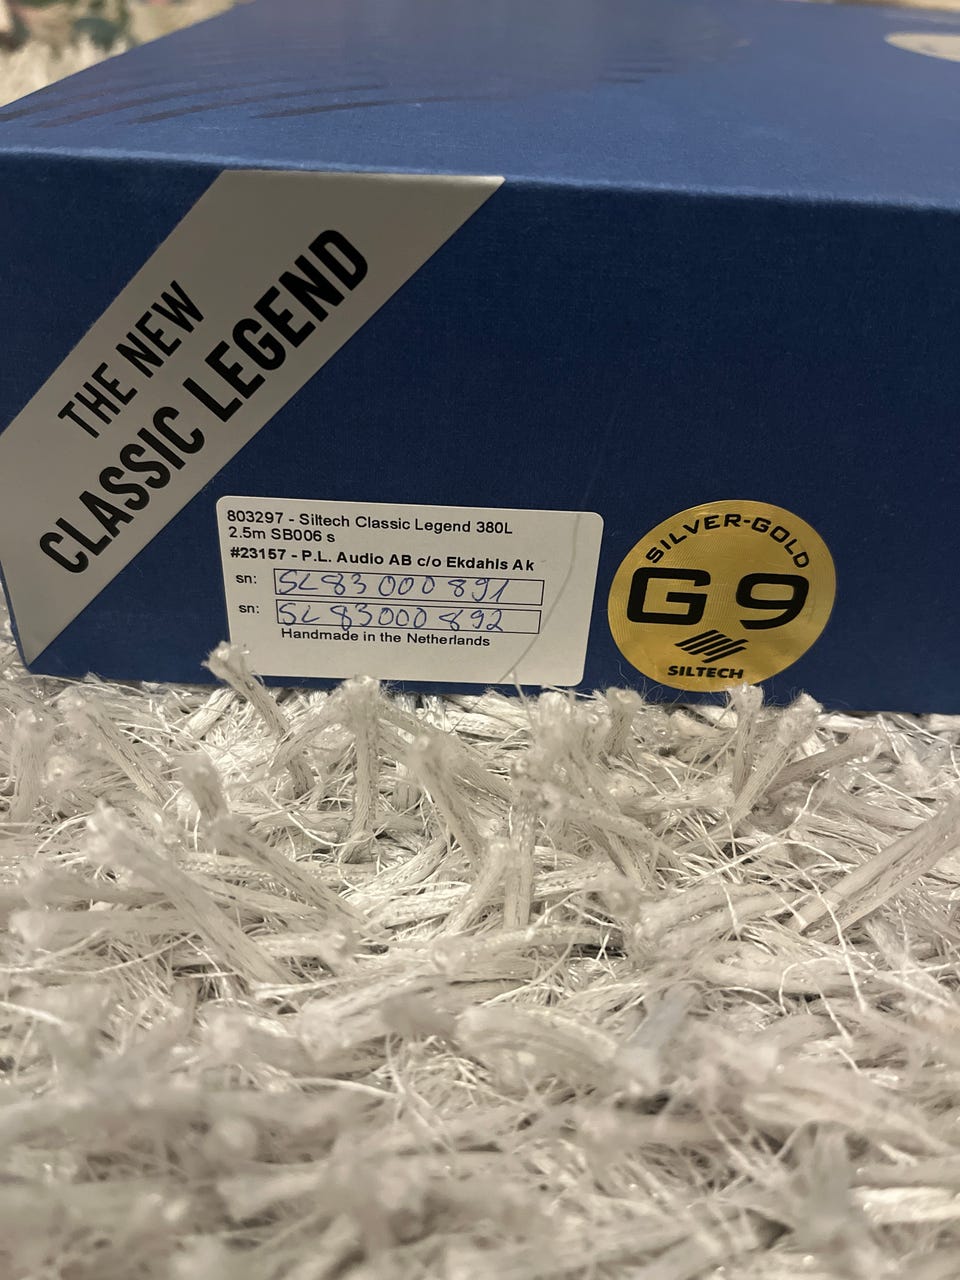 THE NEW
CLASSIC LEGEND
803297 - Siltech Classic Legend 380L
2.5m SB006 s
#23157 - P.L. Audio AB c/o Ekdahls Ak
sn: SL83000891
sn: SL83000892
Handmade in the Netherlands
SILVER-GOLD
G9
SILTECH